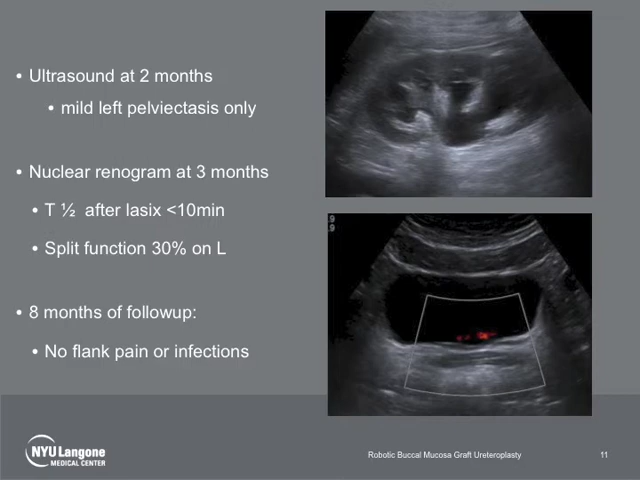 • Ultrasound at 2 months
• mild left pelviectasis only
• Nuclear renogram at 3 months
• T ½ after lasix <10min
• Split function 30% on L
• 8 months of followup:
• No flank pain or infections
9
9
NYU Langone
MEDICAL CENTER
Robotic Buccal Mucosa Graft Ureteroplasty
11